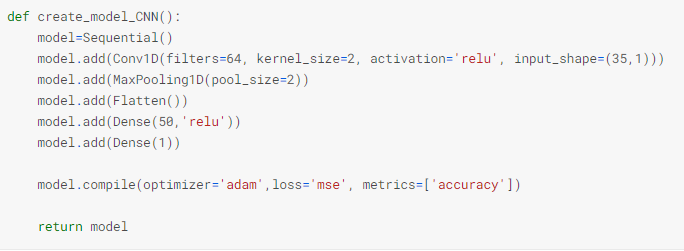 def create_model_CNN():
    model=Sequential()
    model.add(Conv1D(filters=64, kernel_size=2, activation='relu', input_shape=(35,1)))
    model.add(MaxPooling1D(pool_size=2))
    model.add(Flatten())
    model.add(Dense(50,'relu'))
    model.add(Dense(1))
    model.compile(optimizer='adam',loss='mse', metrics=['accuracy'])
    return model